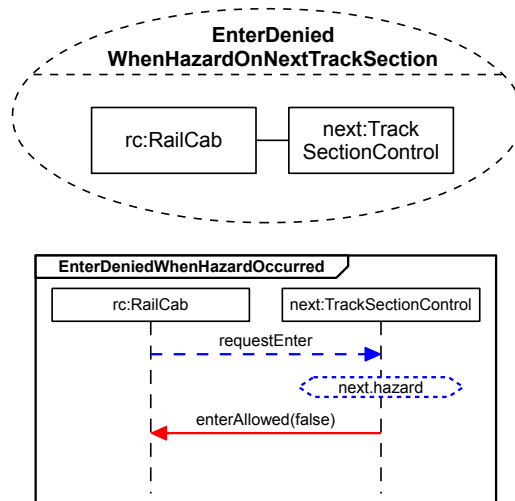 EnterDenied
WhenHazardOnNextTrackSection
rc:RailCab
next:Track
SectionControl
EnterDeniedWhenHazardOccurred
rc:RailCab
next:TrackSectionControl
requestEnter
next.hazard
enterAllowed(false)